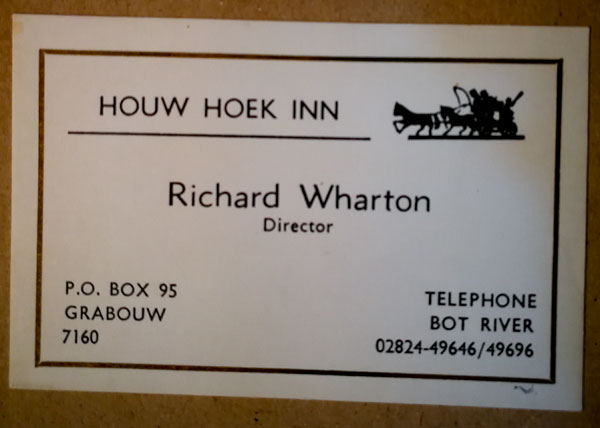 HOUW HOEK INN
Richard Wharton
Director
P.O. BOX 95
GRABOUW
7160
TELEPHONE
BOT RIVER
02824-49646/49696